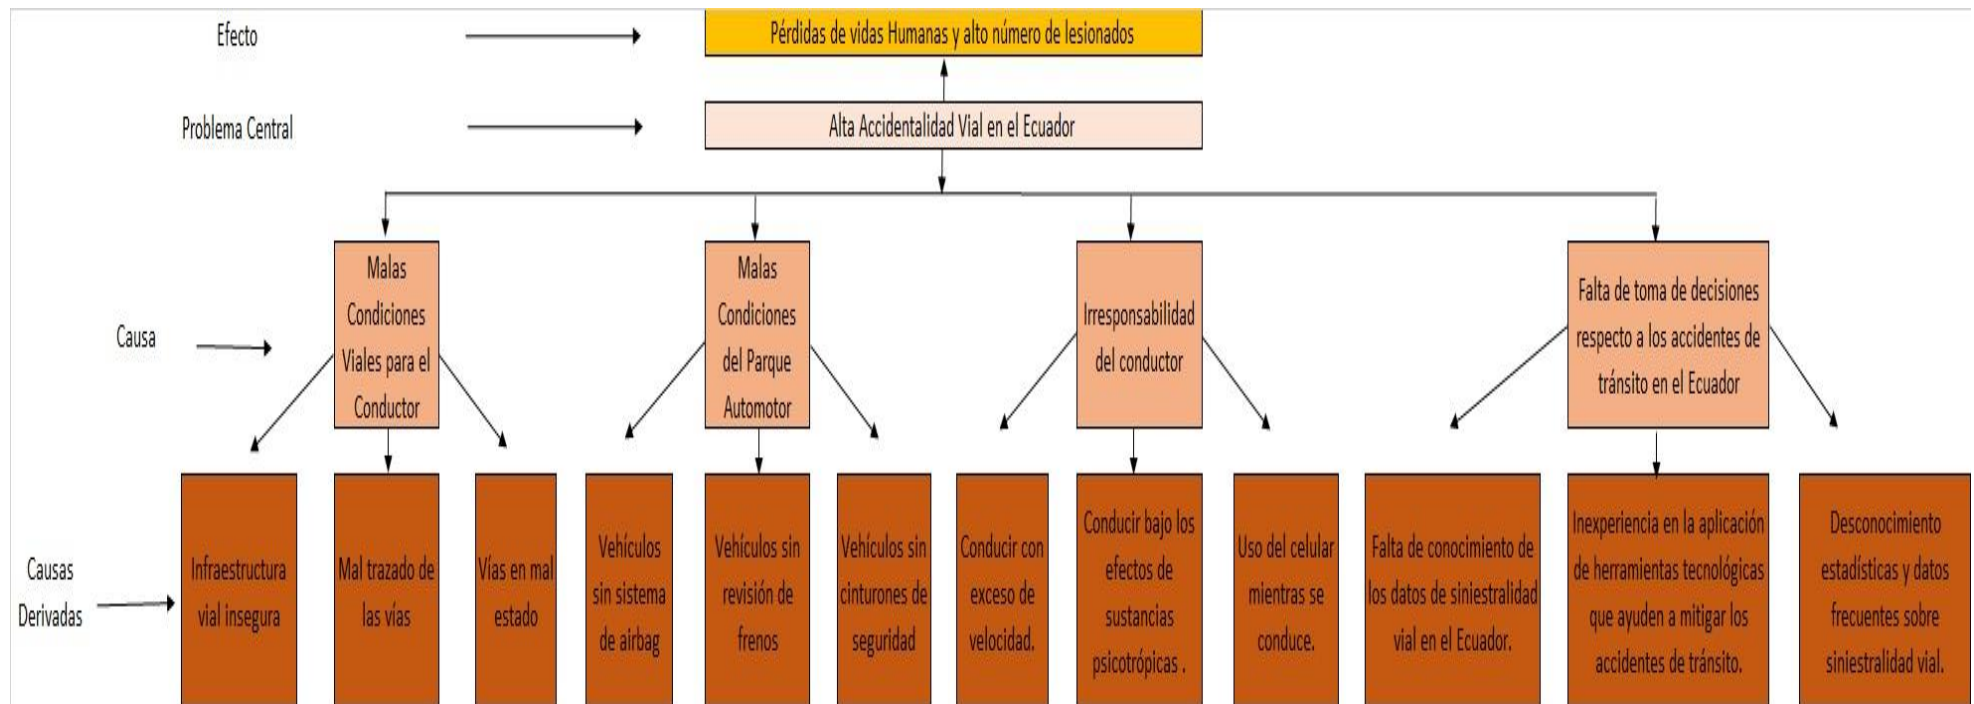 Efecto
Pérdidas de vidas Humanas y alto número de lesionados
Problema Central
Alta Accidentalidad Vial en el Ecuador
Causa
Malas
Condiciones
Viales para el
Conductor
Malas
Condiciones
del Parque
Automotor
Irresponsabilidad
del conductor
Falta de toma de decisiones
respecto a los accidentes de
tránsito en el Ecuador
Causas
Derivadas
Infraestructura
vial insegura
Mal trazado de
las vías
Vías en mal
estado
Vehículos
sin sistema
de airbag
Vehículos sin
revisión de
frenos
Vehículos sin
cinturones de
seguridad
Conducir con
exceso de
velocidad.
Conducir bajo los
efectos de
sustancias
psicotrópicas .
Uso del celular
mientras se
conduce.
Falta de conocimiento de
los datos de siniestralidad
vial en el Ecuador.
Inexperiencia en la aplicación
de herramientas tecnológicas
que ayuden a mitigar los
accidentes de tránsito.
Desconocimiento
estadísticas y datos
frecuentes sobre
siniestralidad vial.